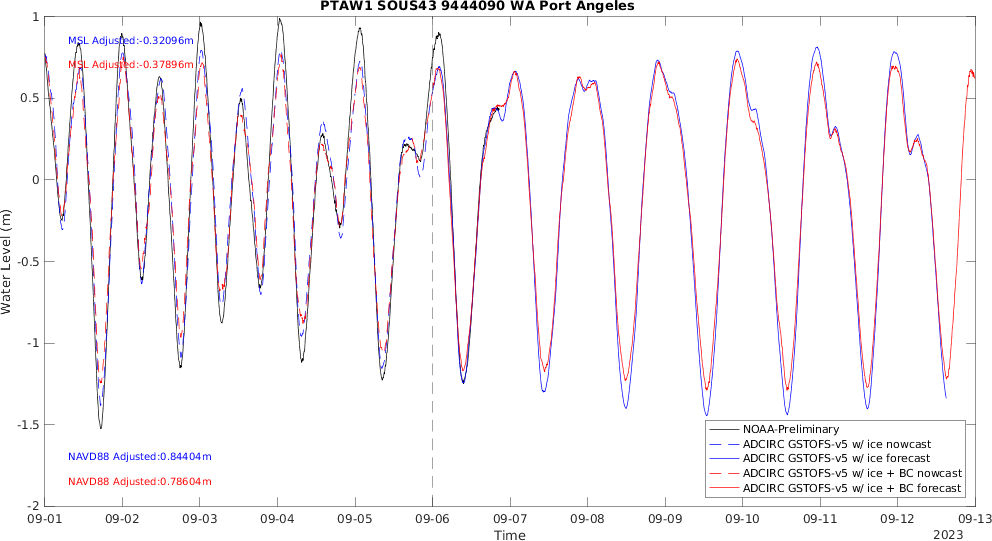 PTAW1 SOUS43 9444090 WA Port Angeles
1
MSL Adjusted:-0.32096m
MSL Adjusted:-0.37896m
0.5
0
-0.5
-1
-1.5
-2
Water Level (m)
NAVD88 Adjusted:0.84404m
NAVD88 Adjusted:0.78604m
NOAA-Preliminary
ADCIRC GSTOFS-v5 w/ ice nowcast
ADCIRC GSTOFS-v5 w/ ice forecast
ADCIRC GSTOFS-v5 w/ ice + BC nowcast
ADCIRC GSTOFS-v5 w/ ice + BC forecast
09-01 09-02 09-03 09-04 09-05 09-06 09-07 09-08 09-09 09-10 09-11 09-12 09-13
Time
2023